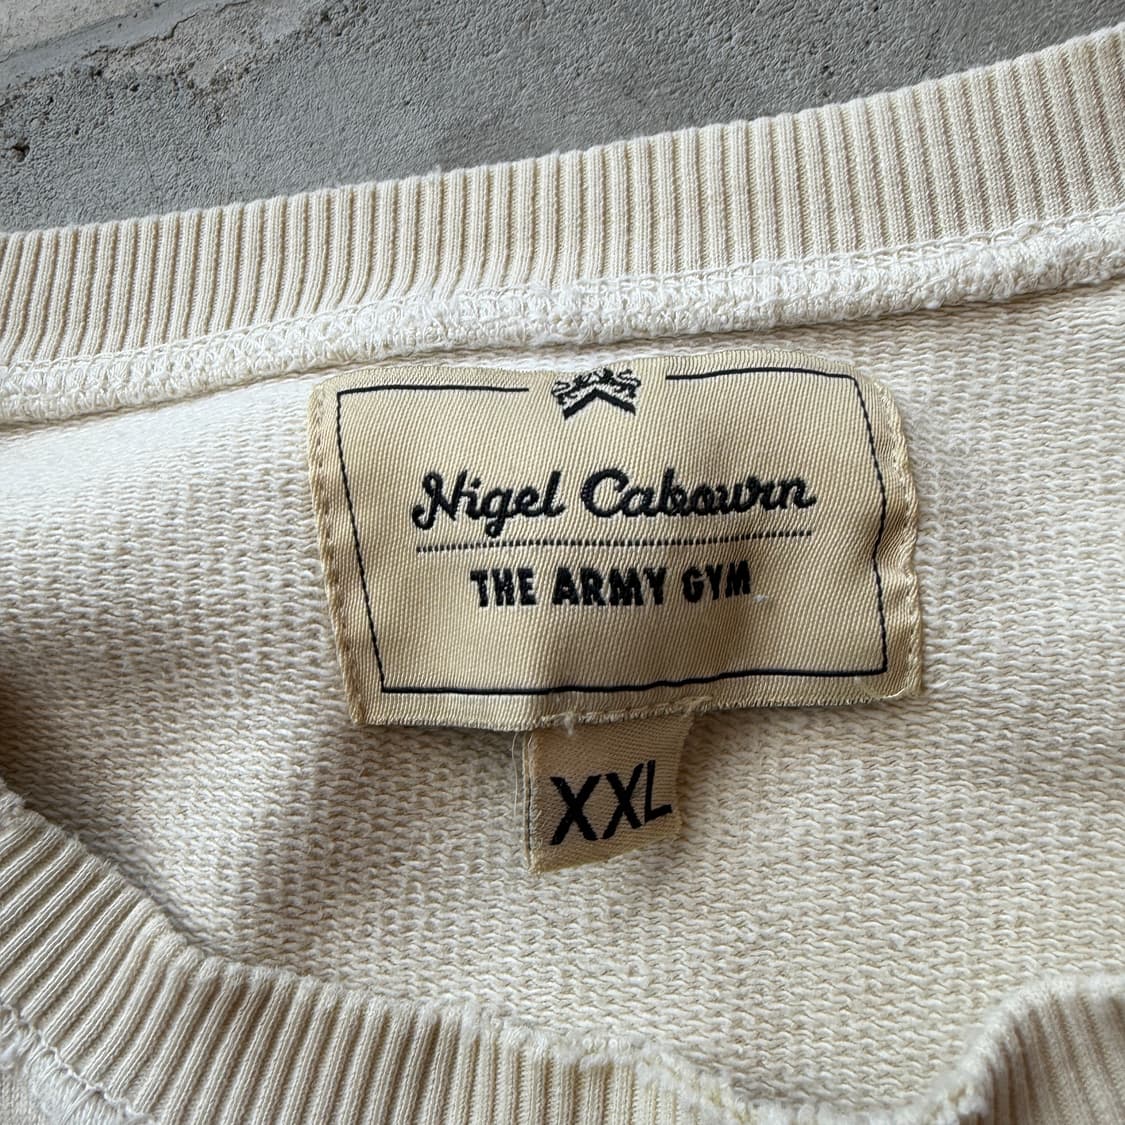 Nigel Cabourn
THE ARMY GYM
XXL